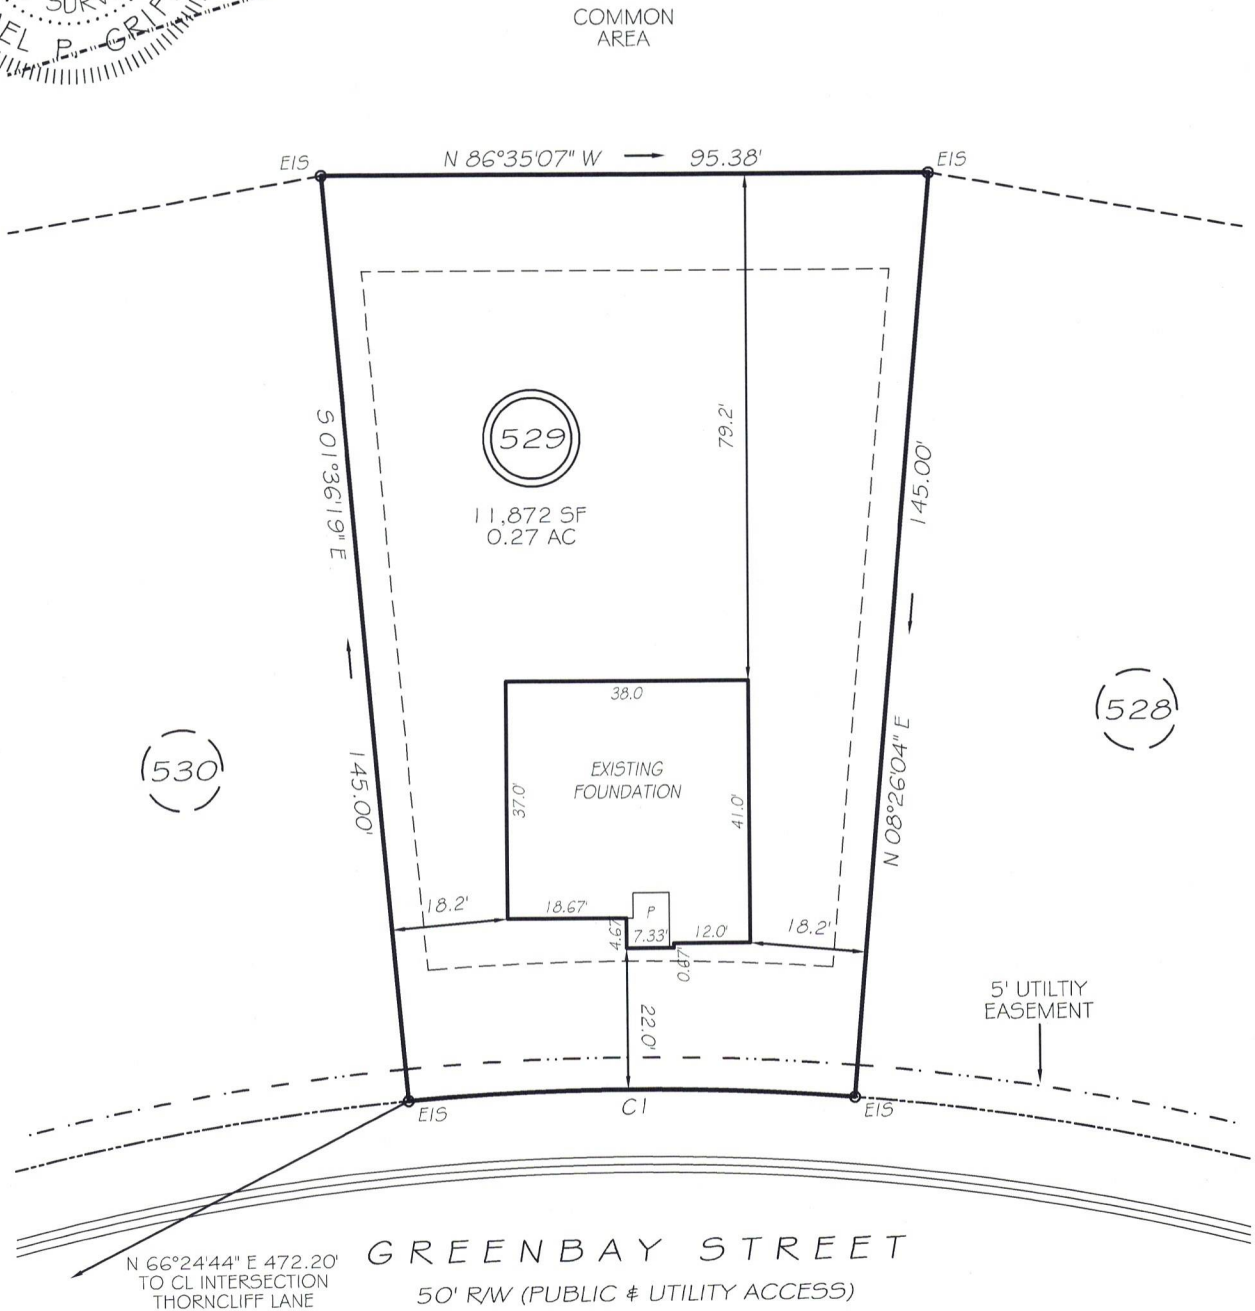 SURV
EL P. GRIF
COMMON
AREA
EIS
N 86°35'07" W
95.38'
EIS
S 01°36'19" E
145.00'
79.2'
145.00'
N 08°26'04" E
529
11,872 SF
0.27 AC
530
528
38.0
EXISTING
FOUNDATION
37.0'
41.0'
P
18.2'
18.67'
4.67'
7.33'
12.0'
0.67'
18.2'
22.0'
5' UTILTIY
EASEMENT
EIS
C1
EIS
N 66°24'44" E 472.20'
TO CL INTERSECTION
THORNCLIFF LANE
GREENBAY STREET
50' R/W (PUBLIC & UTILITY ACCESS)